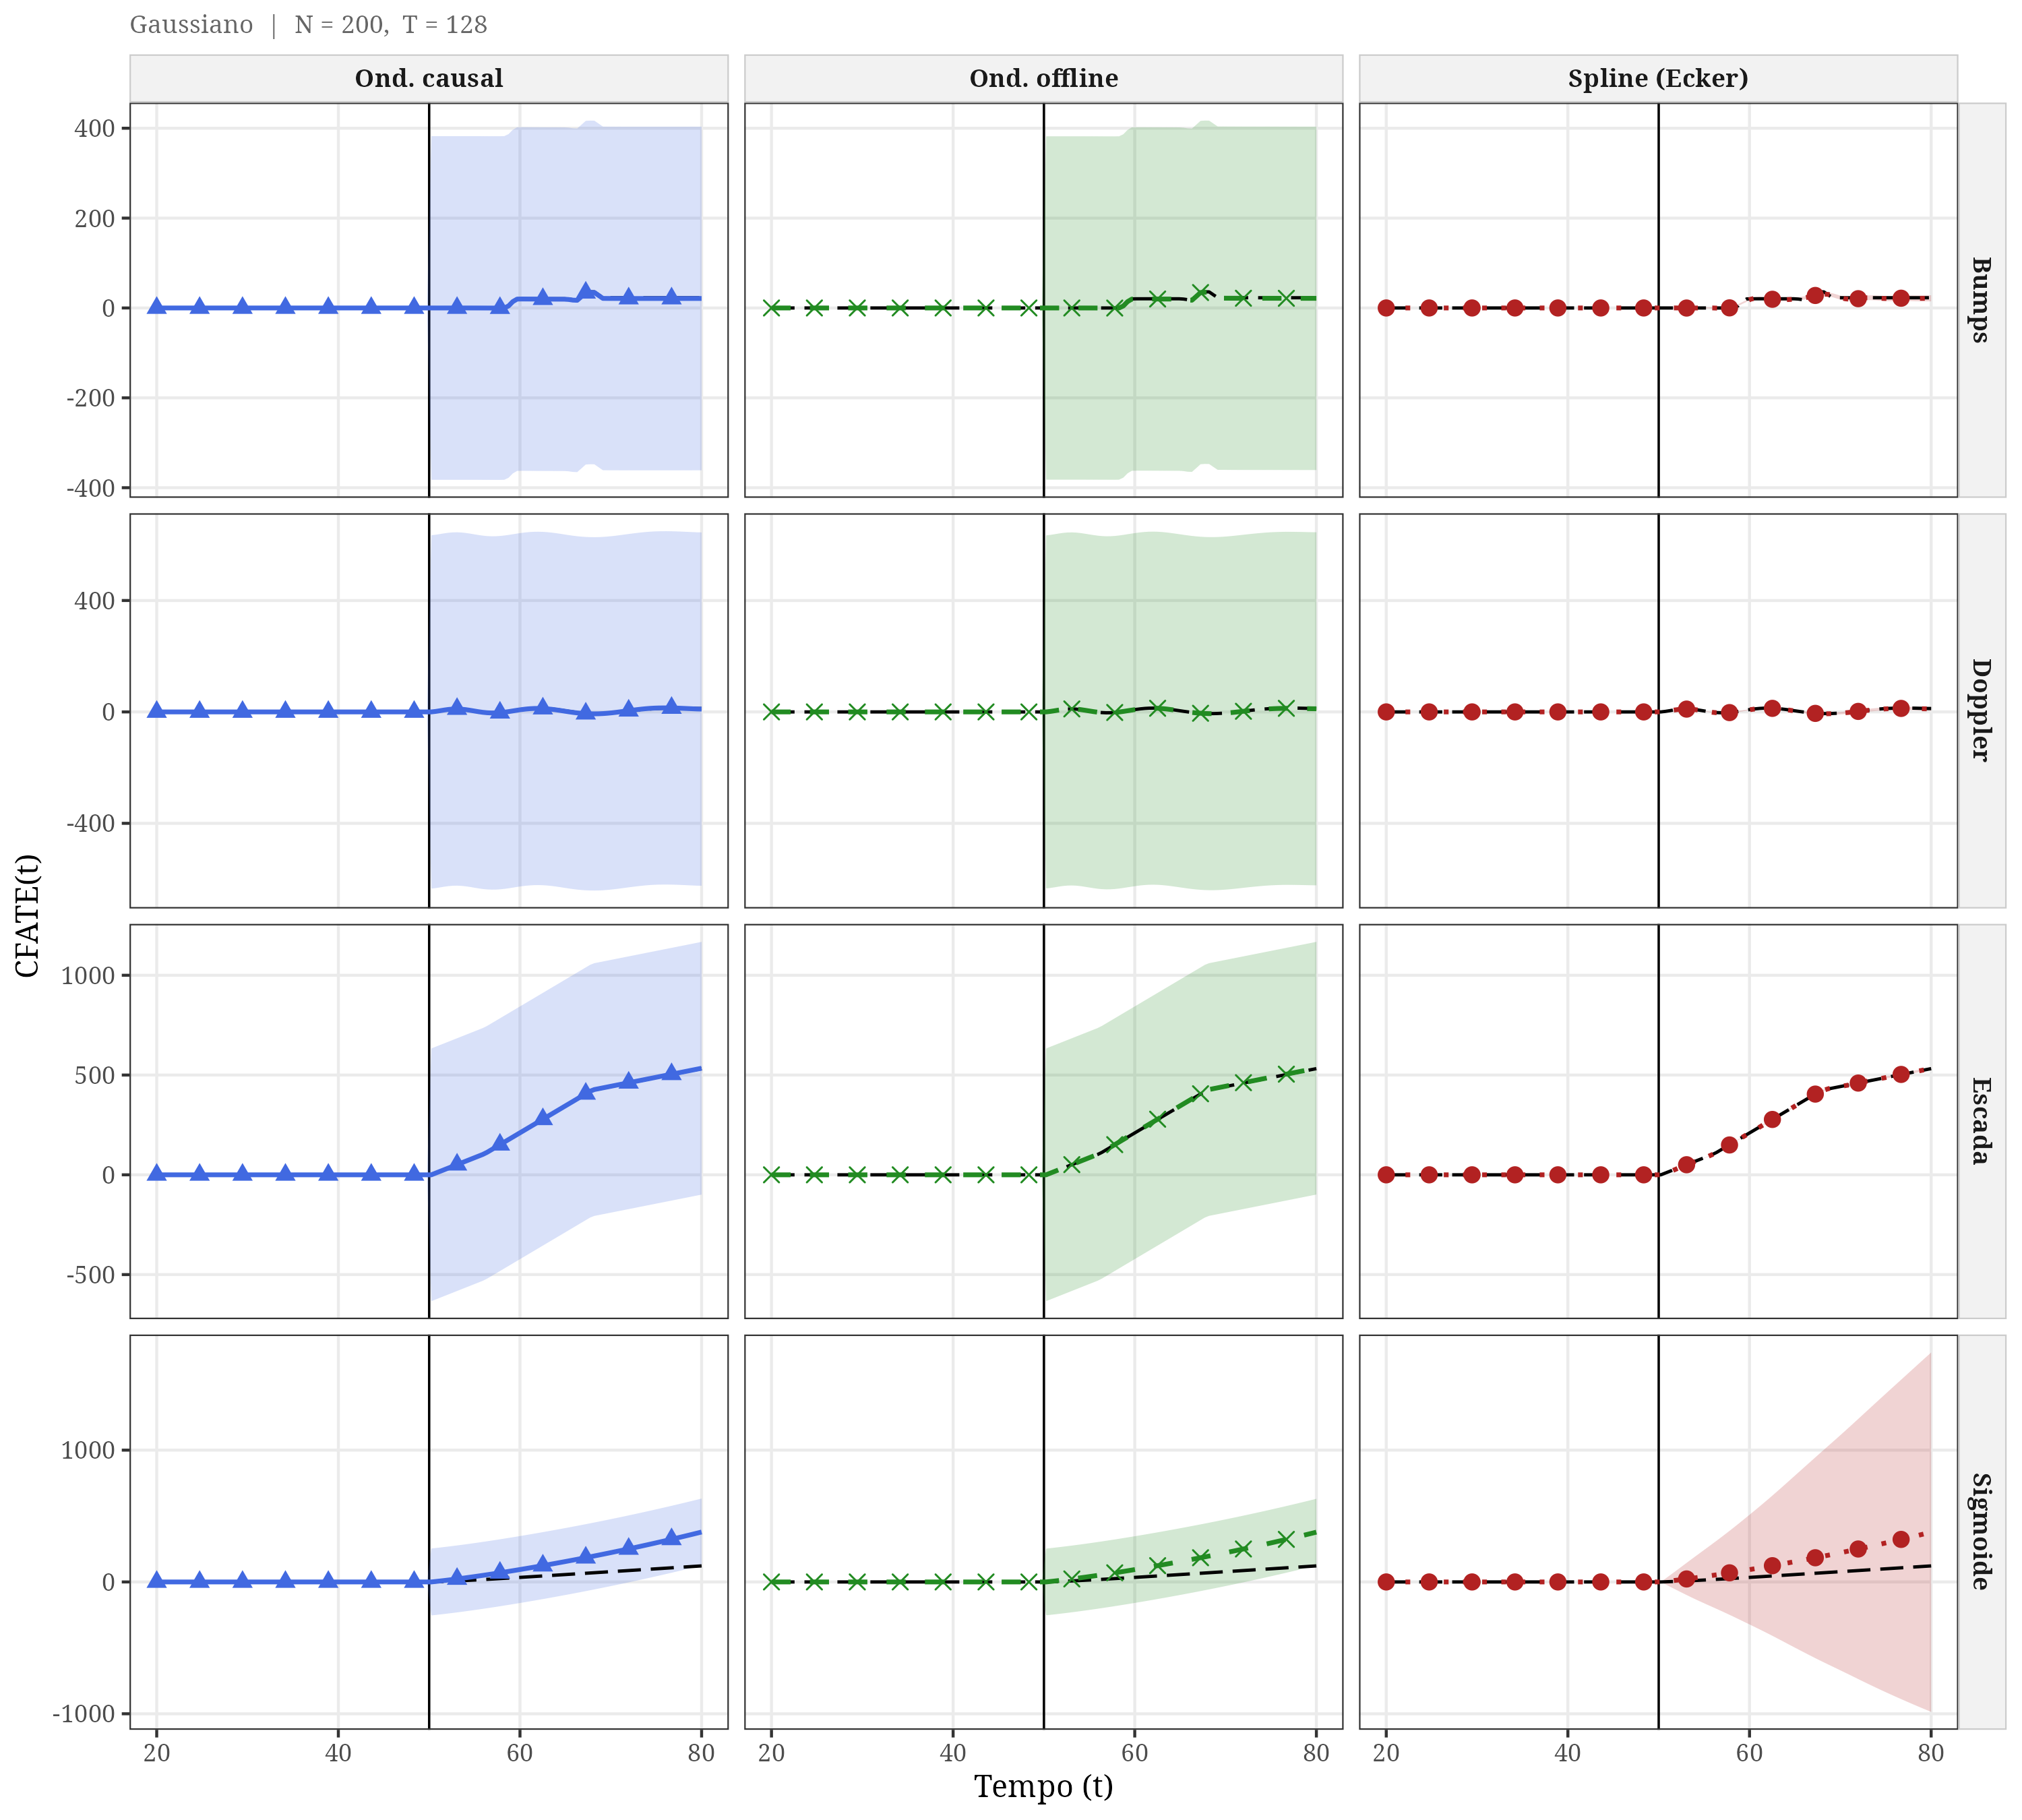 Gaussiano | N = 200, T = 128
Ond. causal
Ond. offline
Spline (Ecker)
400
200
0
-200
-400
Bumps
400
0
-400
Doppler
CFATE(t)
1000
500
0
-500
Escada
1000
0
-1000
Sigmoide
20 40 60 80
20 40 60 80
20 40 60 80
Tempo (t)